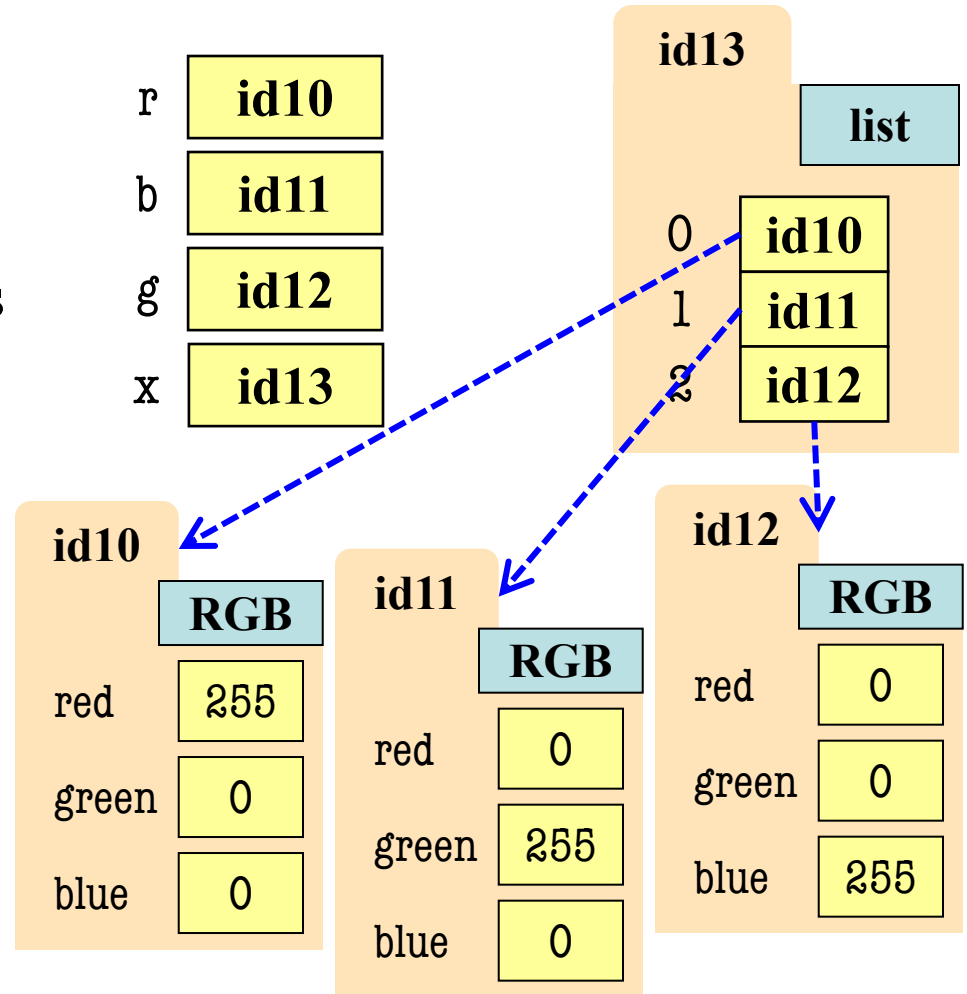 r id10
b id11
g id12
x id13
s
id13
list
0 id10
1 id11
2 id12
id10
RGB
red 255
green 0
blue 0
id11
RGB
red 0
green 255
blue 0
id12
RGB
red 0
green 0
blue 255